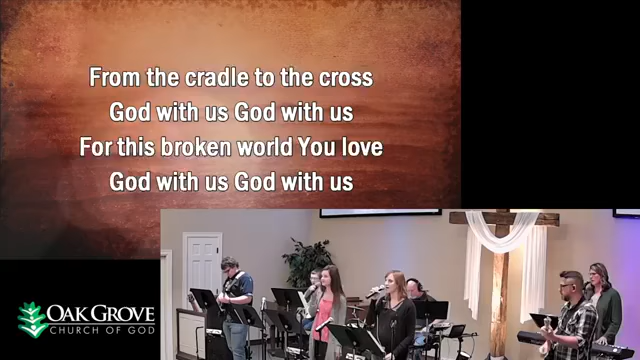 From the cradle to the cross
God with us God with us
For this broken world You love
God with us God with us
OAK GROVE
CHURCH OF GOD